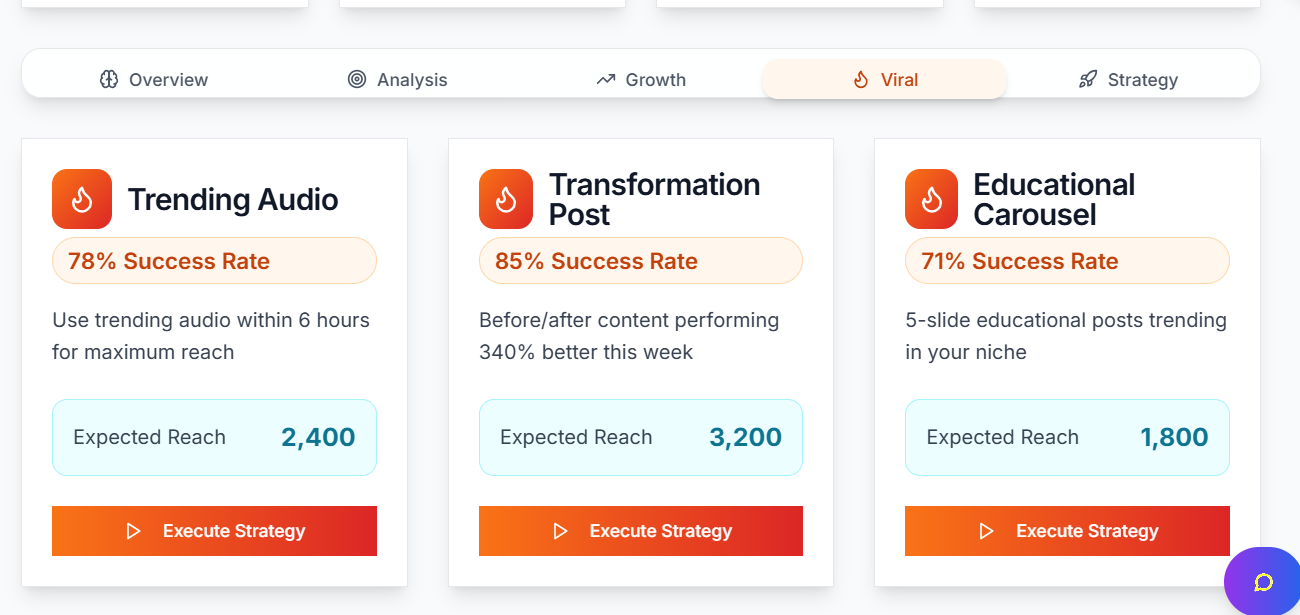 Overview
Analysis
Growth
Viral
Strategy
Trending Audio
78% Success Rate
Use trending audio within 6 hours
for maximum reach
Expected Reach
2,400
Execute Strategy
Transformation
Post
85% Success Rate
Before/after content performing
340% better this week
Expected Reach
3,200
Execute Strategy
Educational
Carousel
71% Success Rate
5-slide educational posts trending
in your niche
Expected Reach
1,800
Execute Strategy